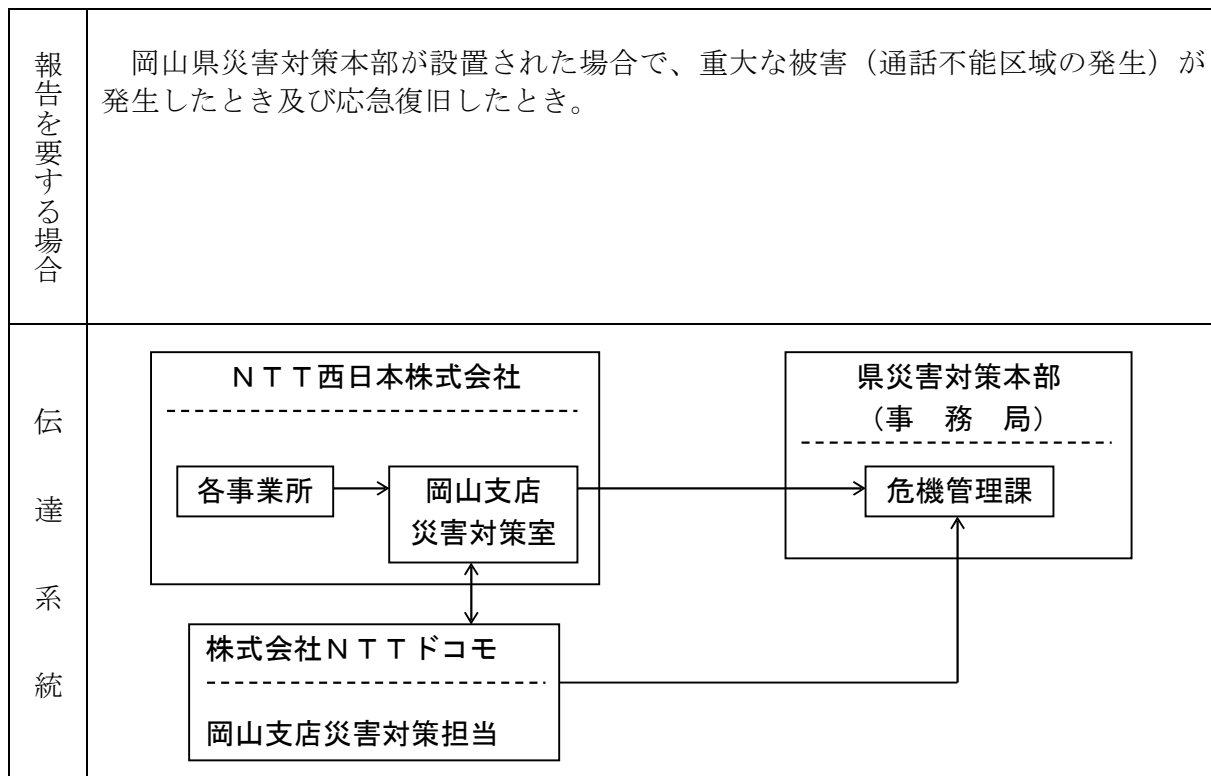 報告を要する場合
　岡山県災害対策本部が設置された場合で、重大な被害（通話不能区域の発生）が
発生したとき及び応急復旧したとき。
伝達系統
ＮＴＴ西日本株式会社
各事業所
岡山支店
災害対策室
県災害対策本部
（事　務　局）
危機管理課
株式会社ＮＴＴドコモ
岡山支店災害対策担当